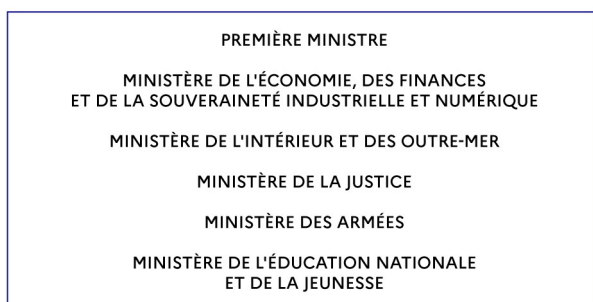 PREMIÈRE MINISTRE
MINISTÈRE DE L'ÉCONOMIE, DES FINANCES
ET DE LA SOUVERAINETÉ INDUSTRIELLE ET NUMÉRIQUE
MINISTÈRE DE L'INTÉRIEUR ET DES OUTRE-MER
MINISTÈRE DE LA JUSTICE
MINISTÈRE DES ARMÉES
MINISTÈRE DE L'ÉDUCATION NATIONALE
ET DE LA JEUNESSE